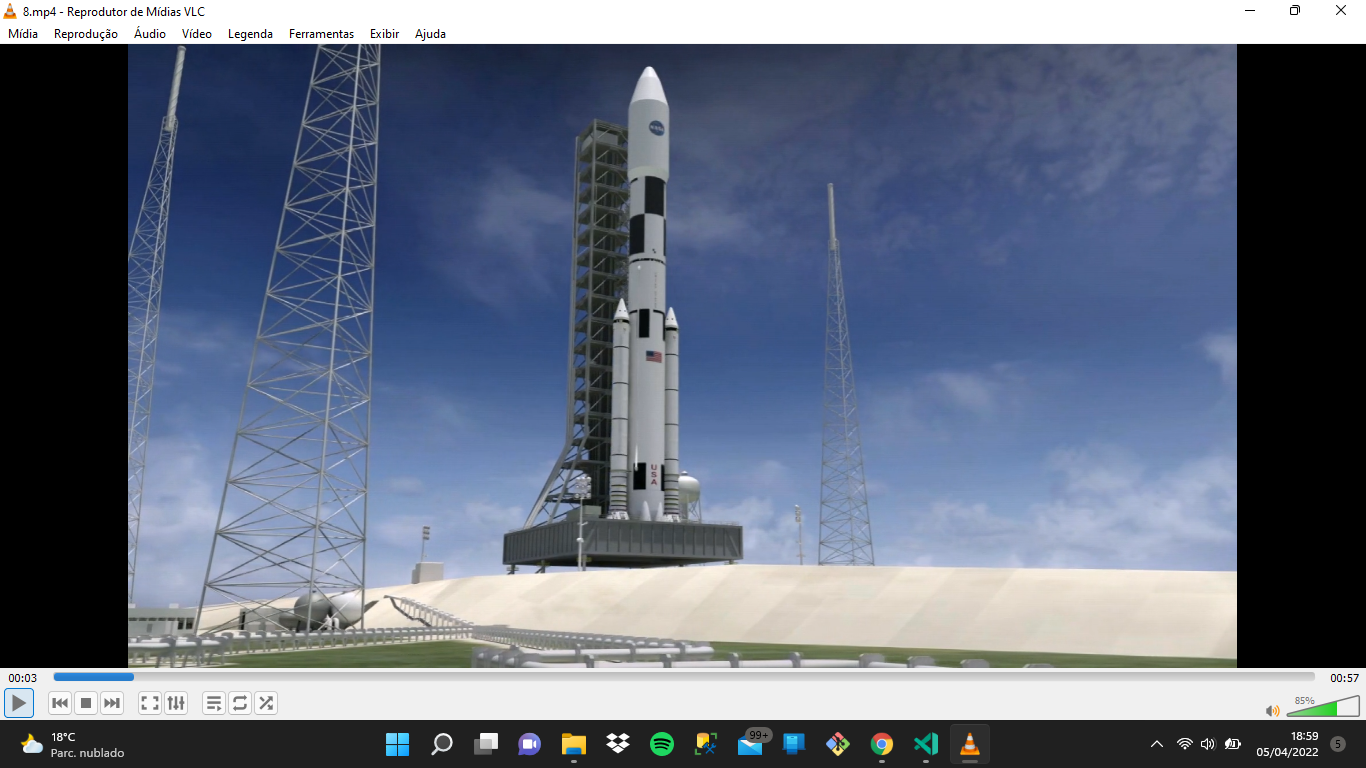 8.mp4 - Reprodutor de Mídias VLC
Mídia Reprodução Áudio Vídeo Legenda Ferramentas Exibir Ajuda
NASA
USA
00:03 00:57
85%
18°C
Parc. nublado
99+
18:59
05/04/2022
5